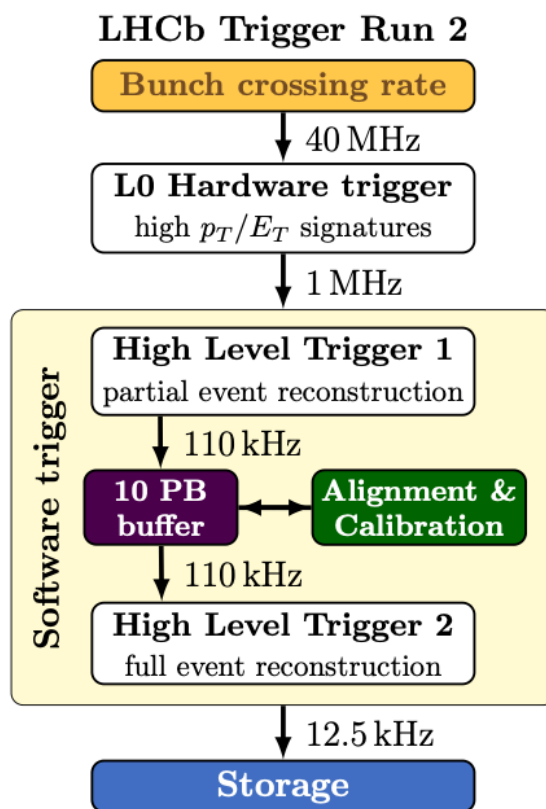 LHCb Trigger Run 2
Bunch crossing rate
40 MHz
L0 Hardware trigger
high p_T/E_T signatures
1 MHz
Software trigger
High Level Trigger 1
partial event reconstruction
110 kHz
10 PB
buffer
Alignment &
Calibration
110 kHz
High Level Trigger 2
full event reconstruction
12.5 kHz
Storage